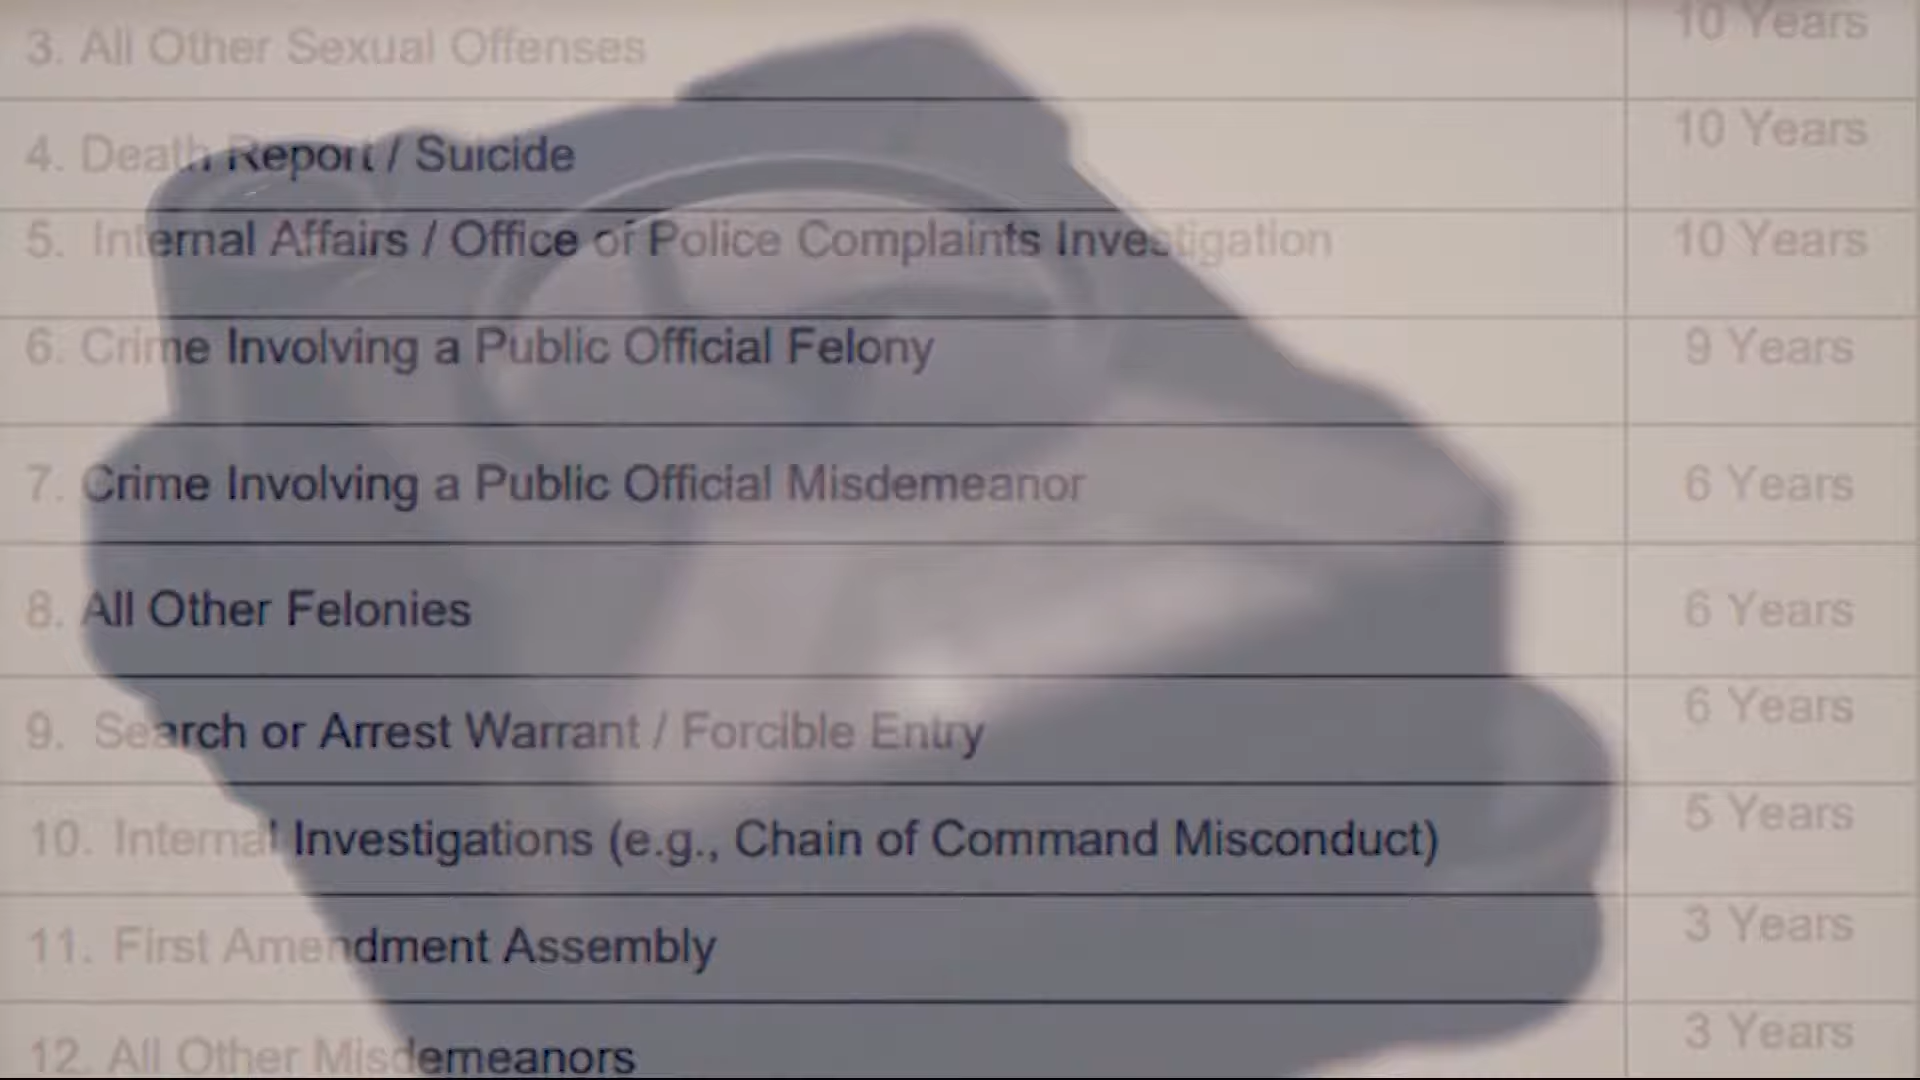 3. All Other Sexual Offenses 10 Years
4. Death Report / Suicide 10 Years
5. Internal Affairs / Office of Police Complaints Investigation 10 Years
6. Crime Involving a Public Official Felony 9 Years
7. Crime Involving a Public Official Misdemeanor 6 Years
8. All Other Felonies 6 Years
9. Search or Arrest Warrant / Forcible Entry 6 Years
10. Internal Investigations (e.g., Chain of Command Misconduct) 5 Years
11. First Amendment Assembly 3 Years
12. All Other Misdemeanors 3 Years